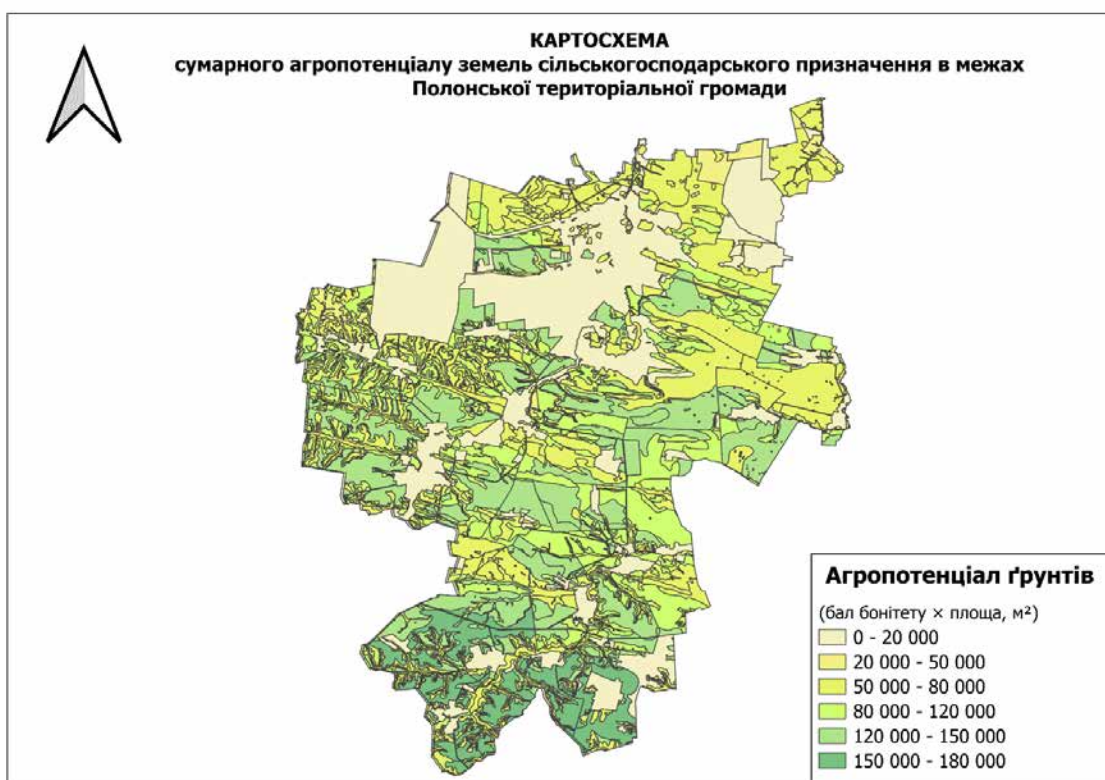 КАРТОСХЕМА
сумарного агропотенціалу земель сільськогосподарського призначення в межах
Полонської територіальної громади
Агропотенціал ґрунтів
(бал бонітету × площа, м²)
0 - 20 000
20 000 - 50 000
50 000 - 80 000
80 000 - 120 000
120 000 - 150 000
150 000 - 180 000